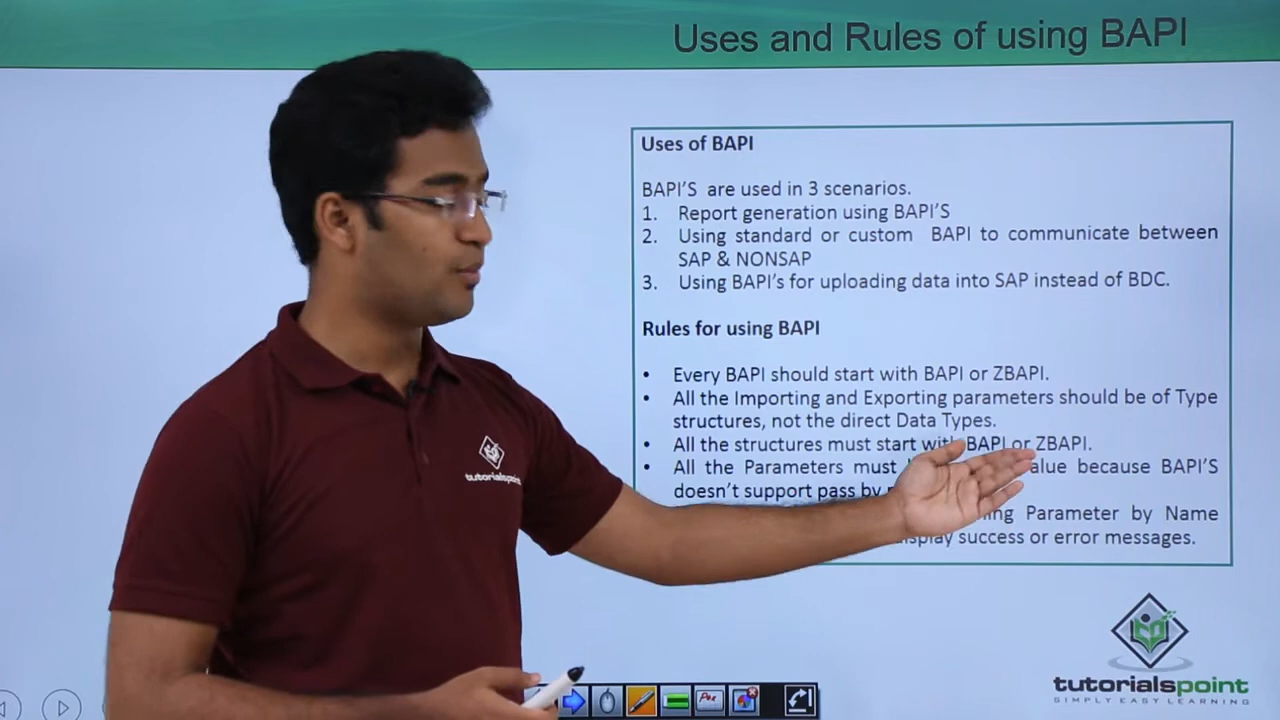 Uses and Rules of using BAPI
Uses of BAPI
BAPI'S are used in 3 scenarios.
1. Report generation using BAPI'S
2. Using standard or custom BAPI to communicate between
SAP & NONSAP
3. Using BAPI's for uploading data into SAP instead of BDC.
Rules for using BAPI
• Every BAPI should start with BAPI or ZBAPI.
• All the Importing and Exporting parameters should be of Type
structures, not the direct Data Types.
• All the structures must start with BAPI or ZBAPI.
• All the Parameters must because BAPI'S
doesn't support pass by
Parameter by Name
success or error messages.
tutorialspoint
tutorialspoint
SIMPLY EASY LEARNING